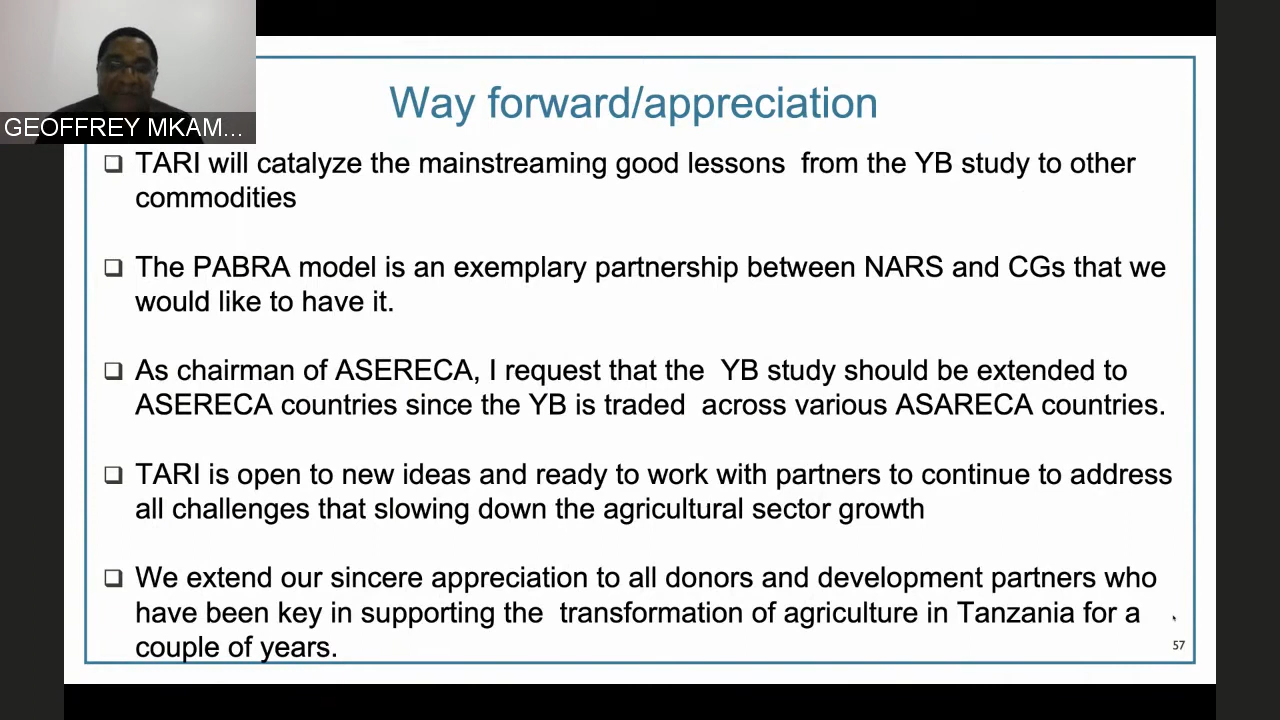 GEOFFREY MKAM...
Way forward/appreciation
TARI will catalyze the mainstreaming good lessons from the YB study to other
commodities
The PABRA model is an exemplary partnership between NARS and CGs that we
would like to have it.
As chairman of ASERECA, I request that the YB study should be extended to
ASERECA countries since the YB is traded across various ASARECA countries.
TARI is open to new ideas and ready to work with partners to continue to address
all challenges that slowing down the agricultural sector growth
We extend our sincere appreciation to all donors and development partners who
have been key in supporting the transformation of agriculture in Tanzania for a
couple of years.
57